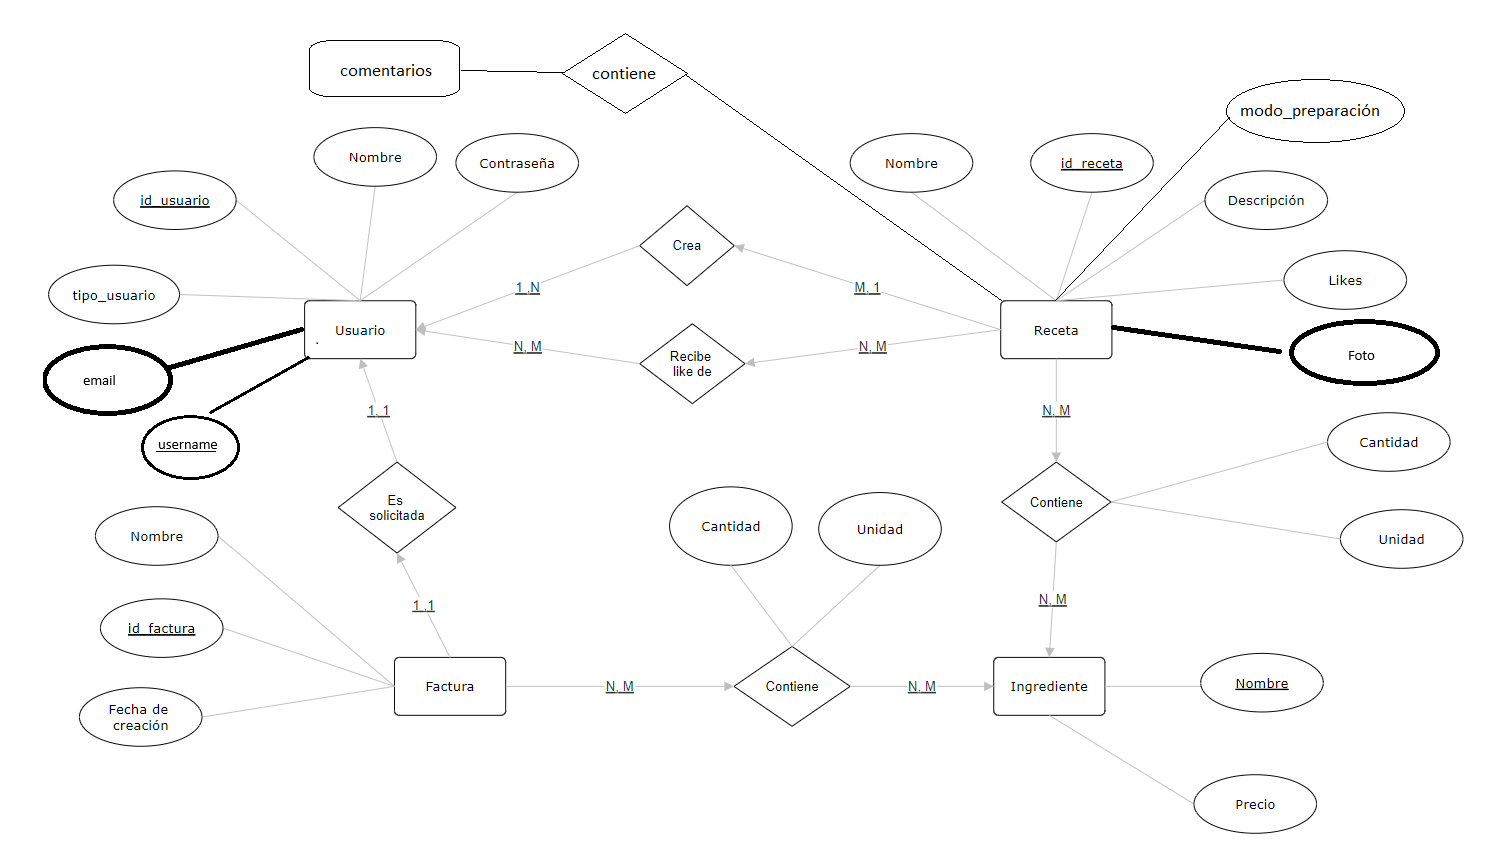 comentarios
contiene
modo_preparación
Nombre
Contraseña
Nombre
id_receta
id_usuario
Descripción
Crea
tipo_usuario
1 ,N
M, 1
Likes
Usuario
Receta
N, M
N, M
Recibe
like de
Foto
email
1, 1
N, M
username
Cantidad
Es
solicitada
Contiene
Cantidad
Unidad
Nombre
Unidad
1 ,1
N, M
id_factura
Factura
N, M
Contiene
N, M
Ingrediente
Nombre
Fecha de
creación
Precio